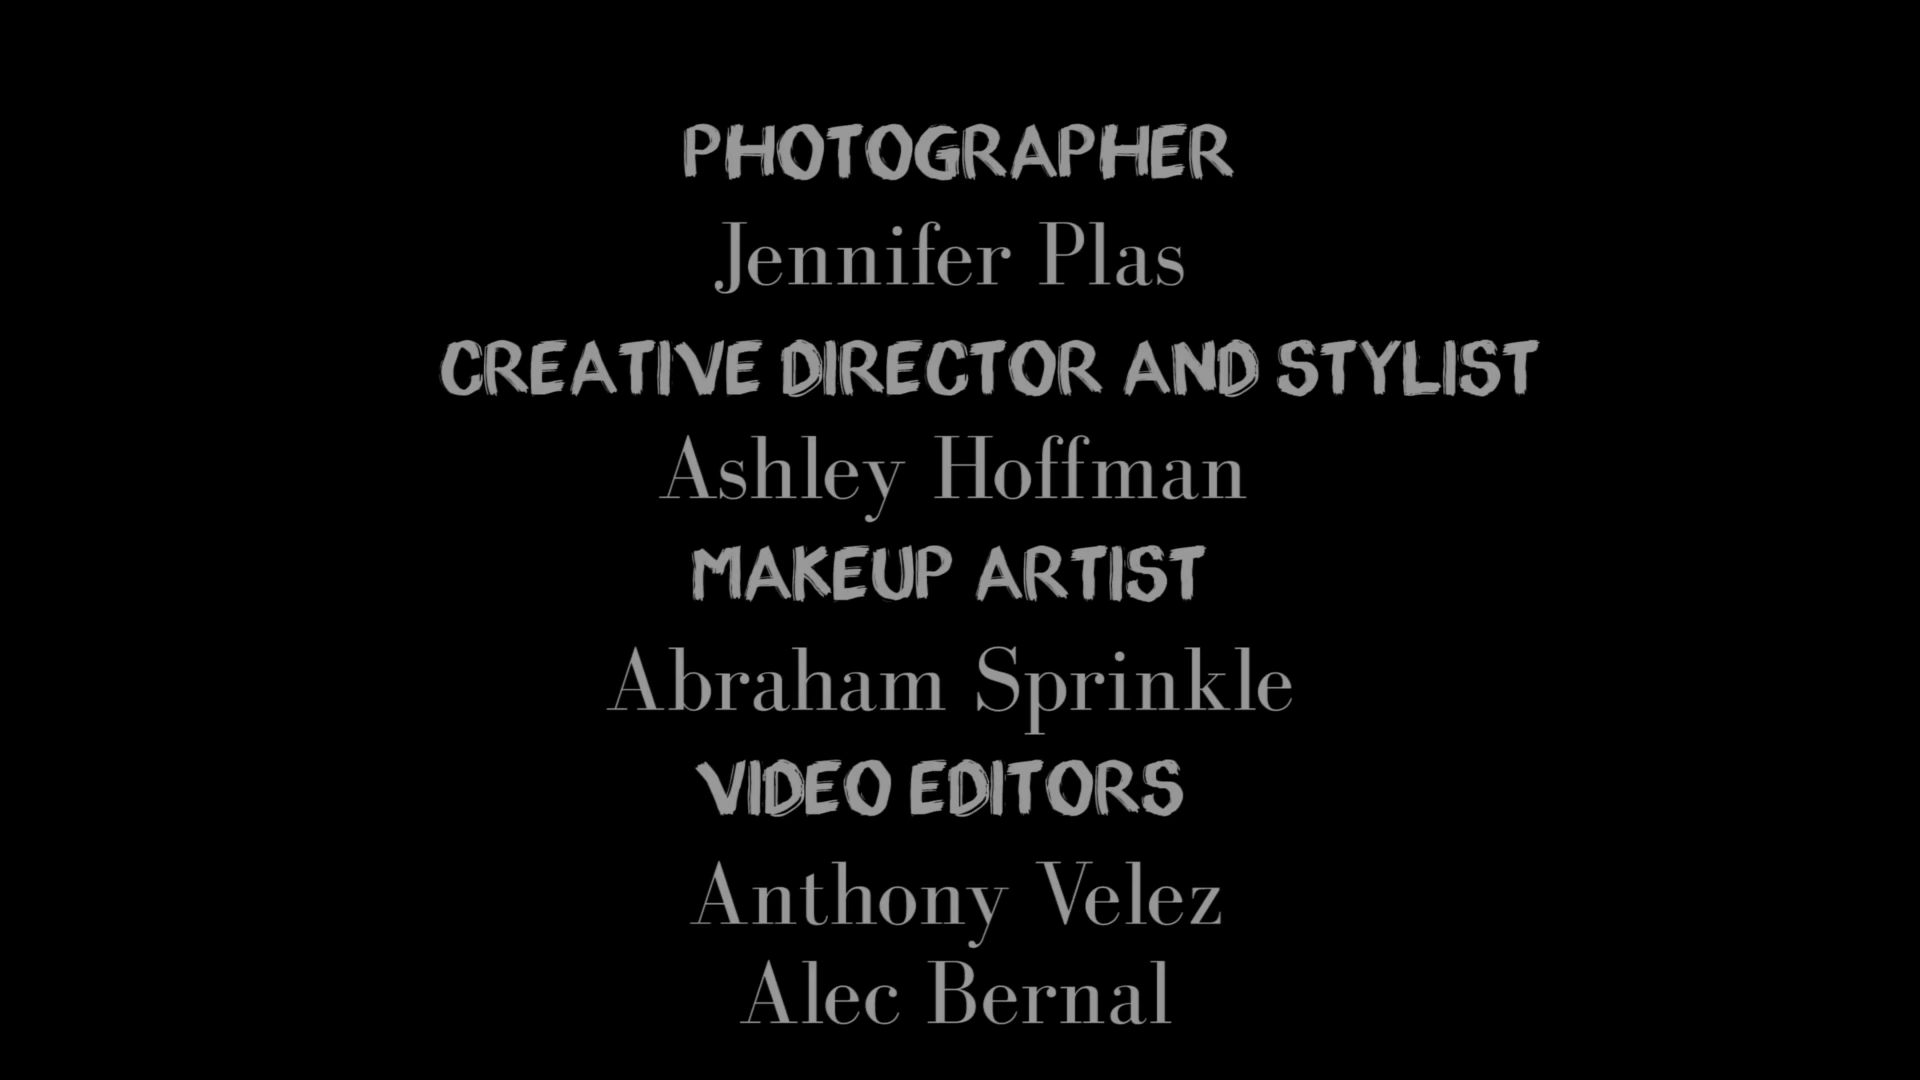 PHOTOGRAPHER
Jennifer Plas
CREATIVE DIRECTOR AND STYLIST
Ashley Hoffman
MAKEUP ARTIST
Abraham Sprinkle
VIDEO EDITORS
Anthony Velez
Alec Bernal